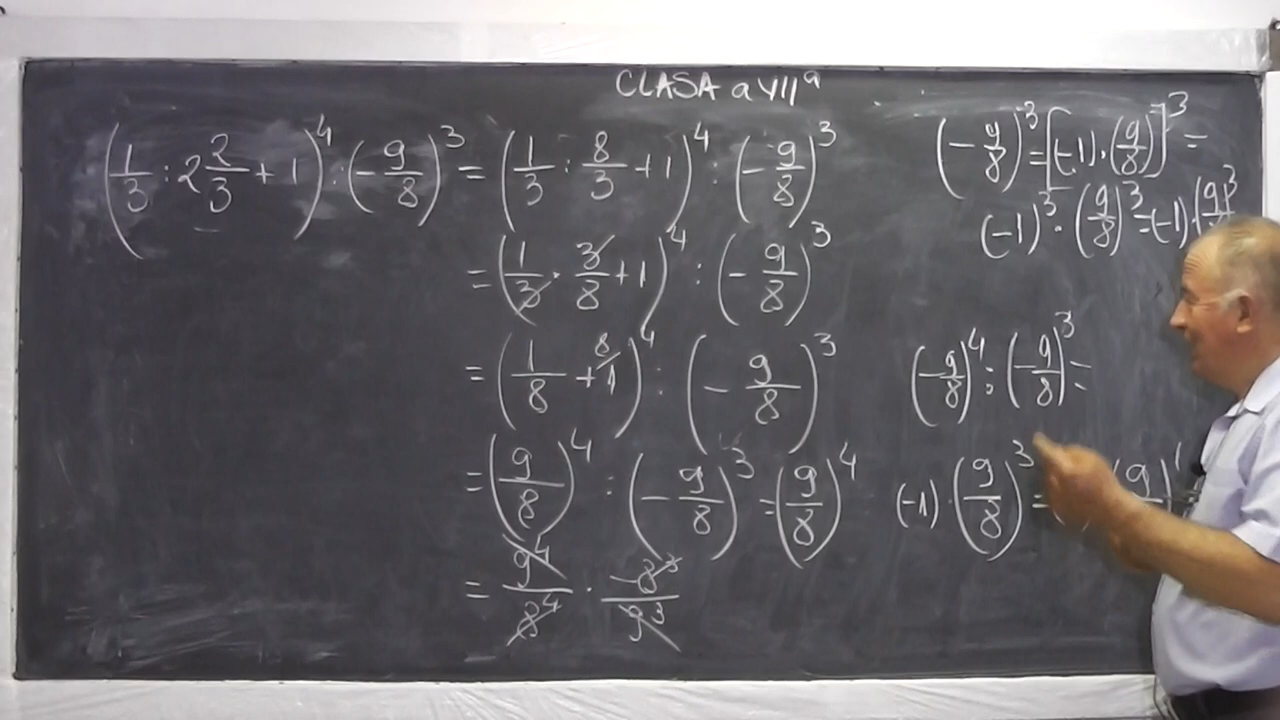 CLASA a VII a
(1/3 : 2 2/3 + 1)^4 : (-9/8)^3 = (1/3 : 8/3 + 1)^4 : (-9/8)^3
= (1/3 · 3/8 + 1)^4 : (-9/8)^3
= (1/8 + 8/1)^4 : (-9/8)^3
= (9/8)^4 : (-9/8)^3 = (9/8)^4
= 9^4/8^4 · -8^3/9^3
(-9/8)^3 = [(-1)·(9/8)]^3 =
(-1)^3 · (9/8)^3 = (-1)·(9/8)^3
(-9/8)^4 : (-9/8)^3 =
(-1)·(9/8)^3 =